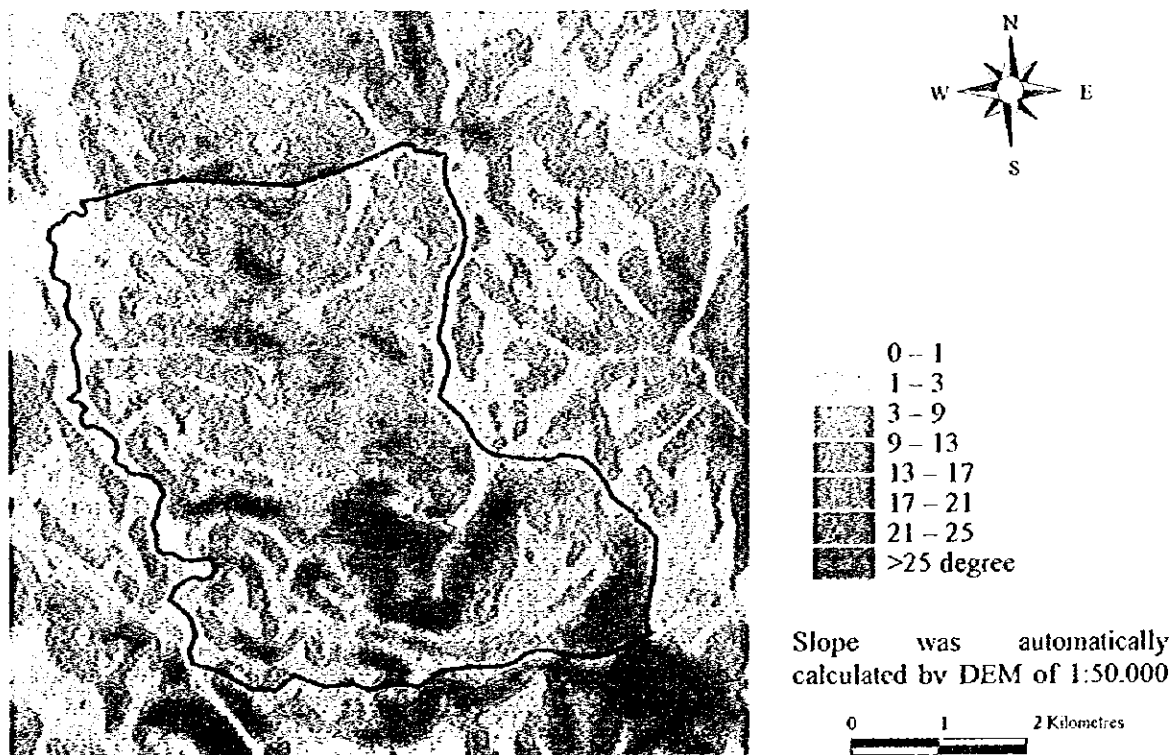 N
W E
S
0 – 1
1 – 3
3 – 9
9 – 13
13 – 17
17 – 21
21 – 25
>25 degree
Slope was automatically
calculated by DEM of 1:50.000
0 1 2 Kilometres